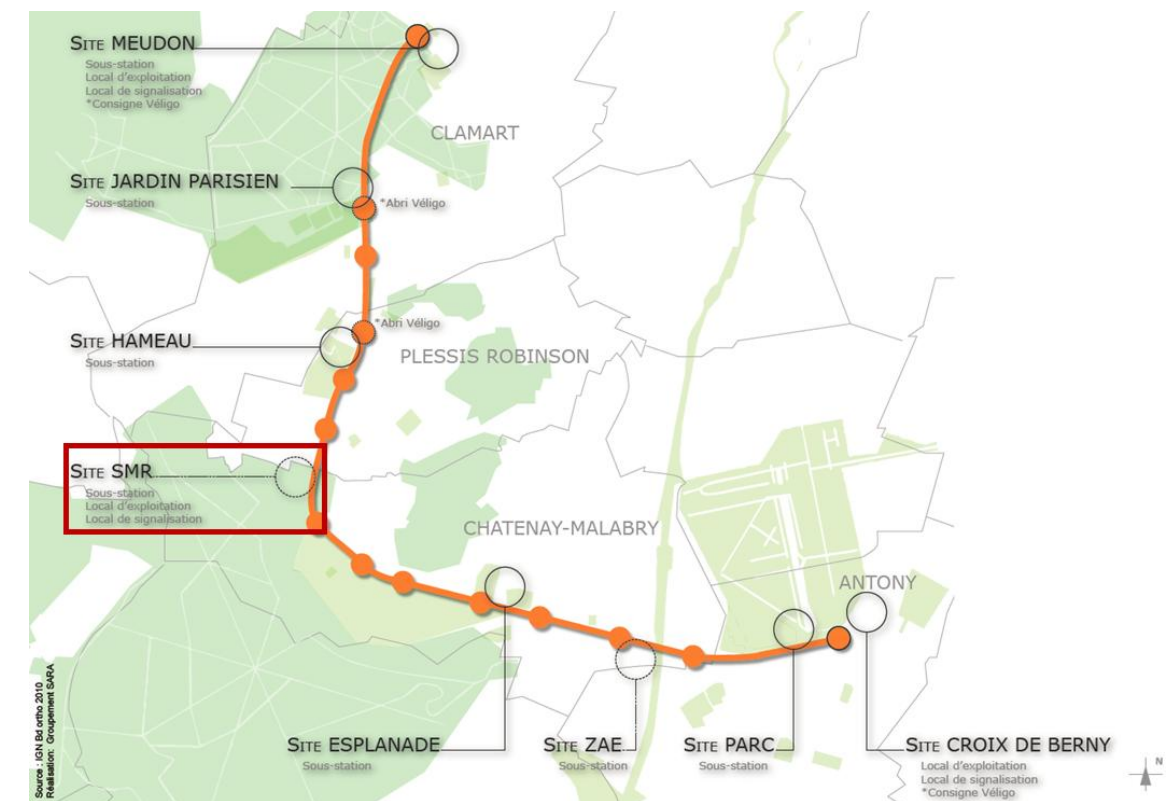 SITE MEUDON
Sous-station
Local d'exploitation
Local de signalisation
*Consigne Véligo
CLAMART
SITE JARDIN PARISIEN
Sous-station
*Abri Véligo
*Abri Véligo
SITE HAMEAU
Sous-station
PLESSIS ROBINSON
SITE SMR
Sous-station
Local d'exploitation
Local de signalisation
CHATENAY-MALABRY
ANTONY
SITE ESPLANADE
Sous-station
SITE ZAE
Sous-station
SITE PARC
Sous-station
SITE CROIX DE BERNY
Local d'exploitation
Local de signalisation
*Consigne Véligo
Source : IGN Bd ortho 2010
Réalisation: Groupement SARA
N